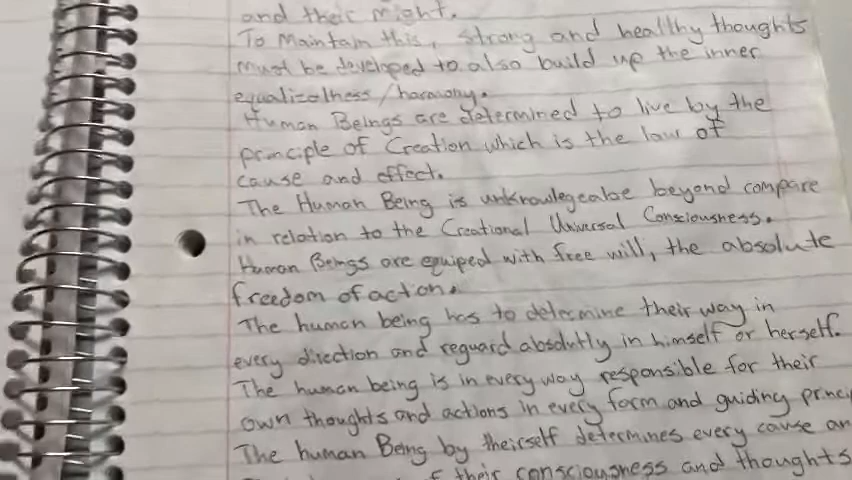 and their might.
To Maintain this, strong and healthy thoughts
Must be developed to also build up the inner
equalizolhess/harmony.
Human Beings are determined to live by the
principle of Creation which is the law of
cause and effect.
The Human Being is unknowlegealoe beyond compare
in relation to the Creational Universal Consciousness.
Human Beings are equiped with free will, the absolute
freedom of action.
The human being has to determine their way in
every direction and reguard absolutly in himself or herself.
The human being is in every way responsible for their
own thoughts and actions in every form and guiding princi
The human Being by theirself determines every cause an
their consciousness and thoughts